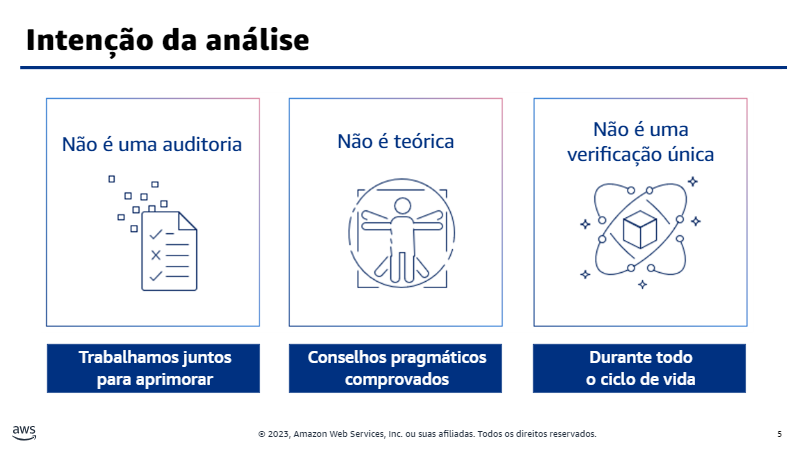 Intenção da análise
Não é uma auditoria
Não é teórica
Não é uma
verificação única
Trabalhamos juntos
para aprimorar
Conselhos pragmáticos
comprovados
Durante todo
o ciclo de vida
aws
© 2023, Amazon Web Services, Inc. ou suas afiliadas. Todos os direitos reservados.
5